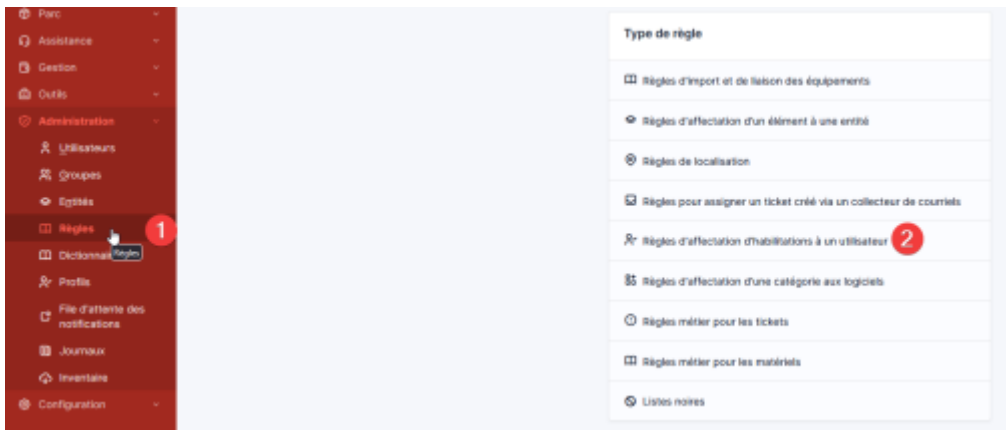 Parc
Assistance
Gestion
Outils
Administration
Utilisateurs
Groupes
Entités
Règles
1
Règles
Dictionnai
Profils
File d'attente des
notifications
Journaux
Inventaire
Configuration
Type de règle
Règles d'import et de liaison des équipements
Règles d'affectation d'un élément à une entité
Règles de localisation
Règles pour assigner un ticket créé via un collecteur de courriels
Règles d'affectation d'habilitations à un utilisateur
2
Règles d'affectation d'une catégorie aux logiciels
Règles métier pour les tickets
Règles métier pour les matériels
Listes noires